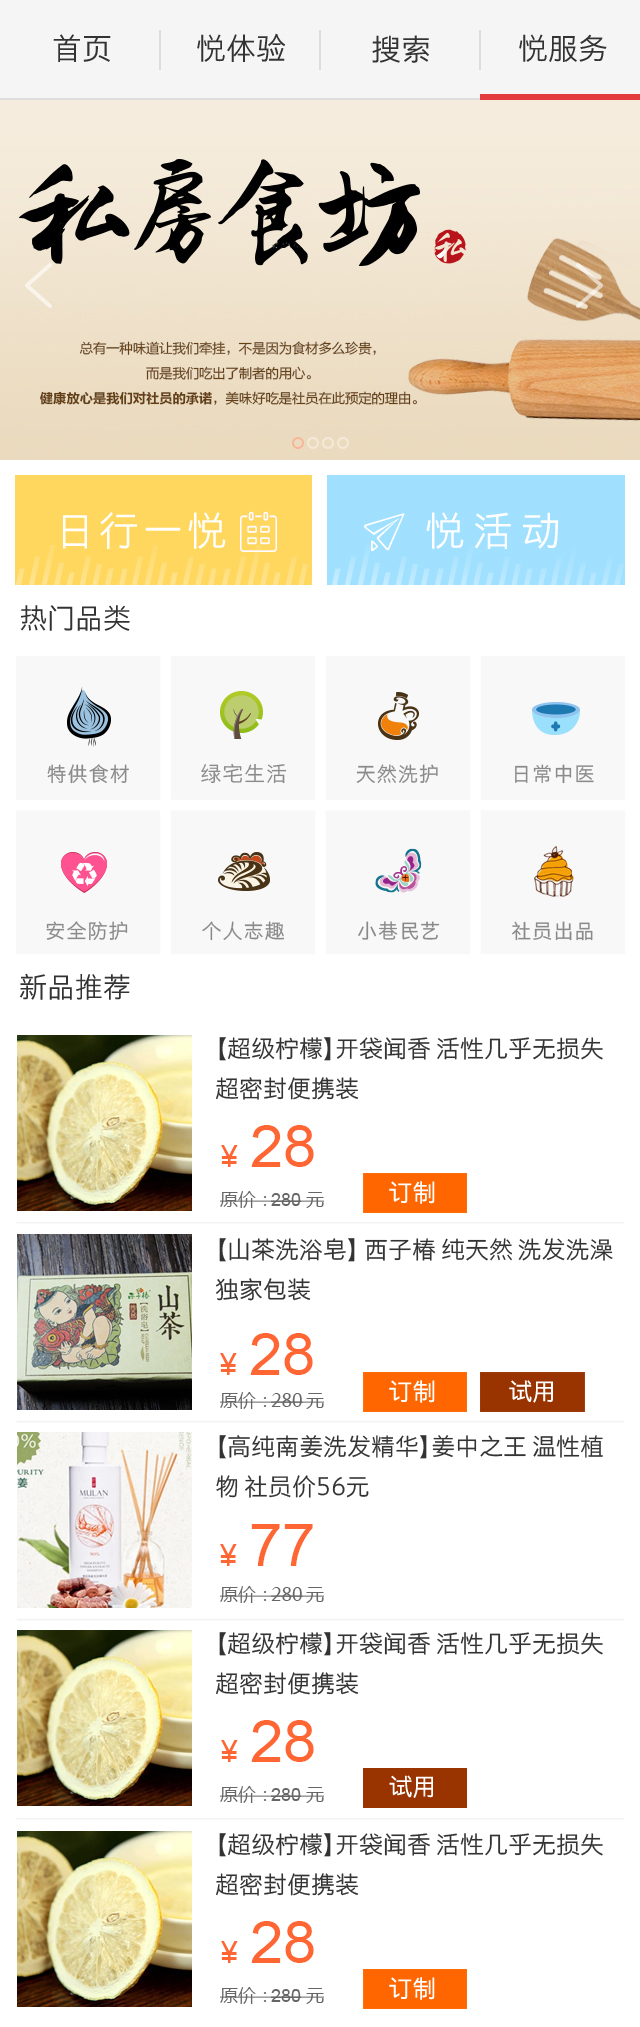 首页 悦体验 搜索 悦服务
私房食坊
私
总有一种味道让我们牵挂，不是因为食材多么珍贵，
而是我们吃出了制者的用心。
健康放心是我们对社员的承诺，美味好吃是社员在此预定的理由。
日行一悦 悦活动
热门品类
特供食材 绿宅生活 天然洗护 日常中医
安全防护 个人志趣 小巷民艺 社员出品
新品推荐
【超级柠檬】开袋闻香 活性几乎无损失
超密封便携装
¥ 28
原价：280 元 订制
【山茶洗浴皂】 西子椿 纯天然 洗发洗澡
独家包装
山茶
¥ 28
原价：280 元 订制 试用
【高纯南姜洗发精华】姜中之王 温性植
物 社员价56元
0%
URITY
姜
MULAN
¥ 77
原价：280 元
【超级柠檬】开袋闻香 活性几乎无损失
超密封便携装
¥ 28
原价：280 元 试用
【超级柠檬】开袋闻香 活性几乎无损失
超密封便携装
¥ 28
原价：280 元 订制